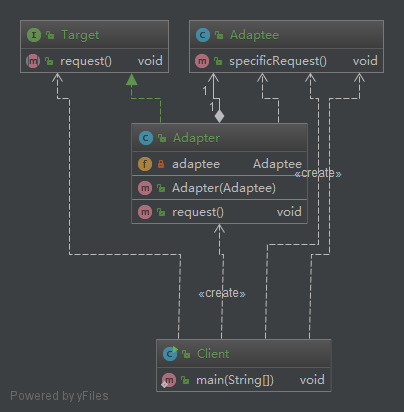 Target
request() void
Adaptee
specificRequest() void
1
1
Adapter
adaptee Adaptee
Adapter(Adaptee)
request() void
«create»
«create»
Client
main(String[]) void
Powered by yFiles